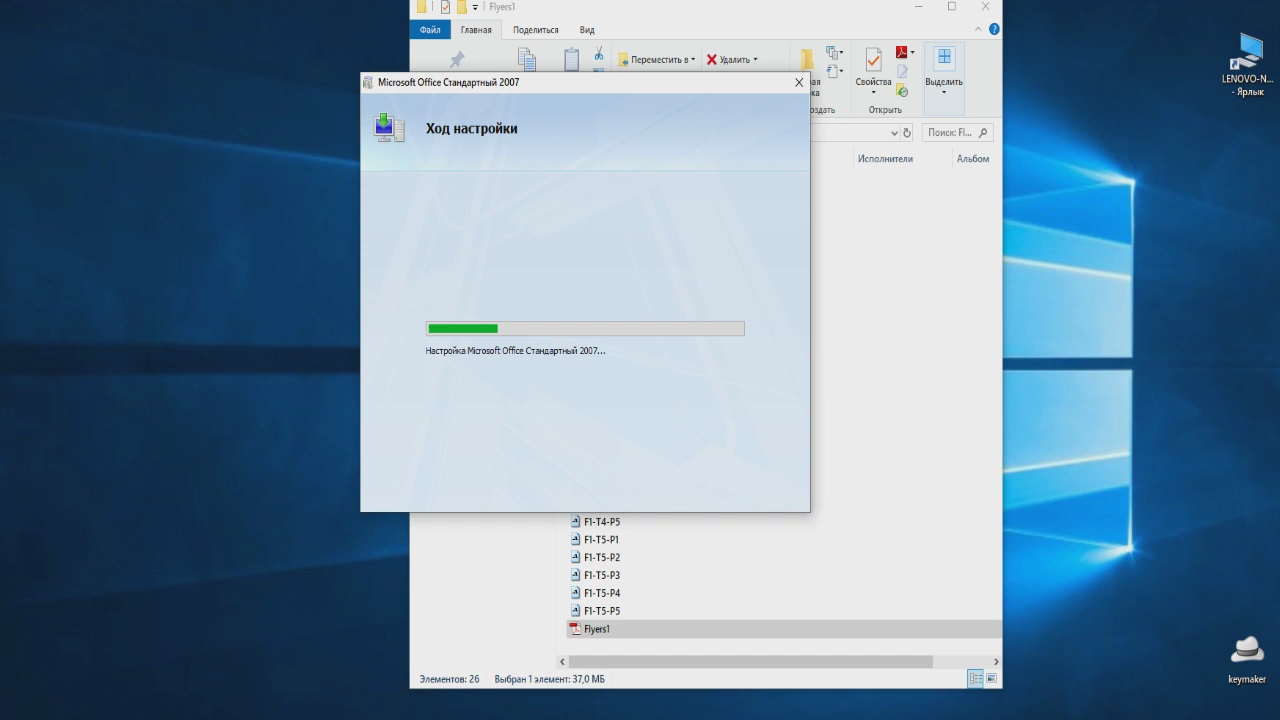 Flyers1
Файл Главная Поделиться Вид
Переместить в Удалить
Свойства Выделить
Открыть
Microsoft Office Стандартный 2007
Ход настройки
Поиск: Fl...
Исполнители Альбом
Настройка Microsoft Office Стандартный 2007...
F1-T4-P5
F1-T5-P1
F1-T5-P2
F1-T5-P3
F1-T5-P4
F1-T5-P5
Flyers1
Элементов: 26 Выбран 1 элемент: 37,0 МБ
LENOVO-N...
- Ярлык
keymaker